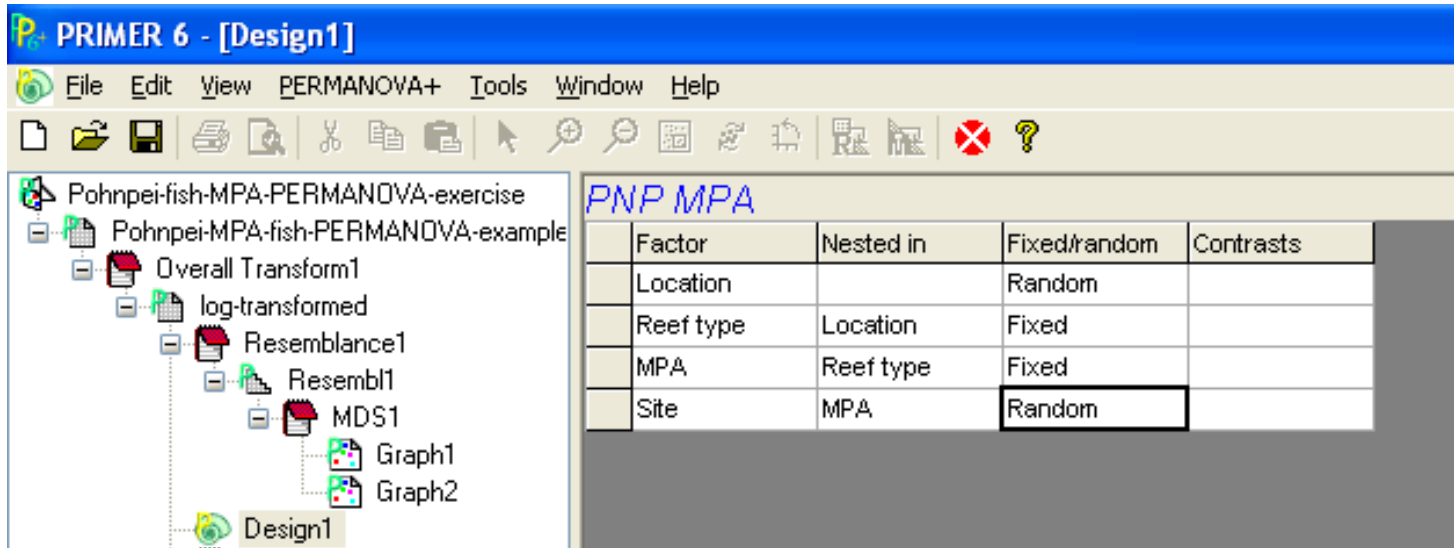 PRIMER 6 - [Design1]
File Edit View PERMANOVA+ Tools Window Help
Pohnpei-fish-MPA-PERMANOVA-exercise
Pohnpei-MPA-fish-PERMANOVA-example
Overall Transform1
log-transformed
Resemblance1
Resembl1
MDS1
Graph1
Graph2
Design1
PNP MPA
Factor Nested in Fixed/random Contrasts
Location Random
Reef type Location Fixed
MPA Reef type Fixed
Site MPA Random